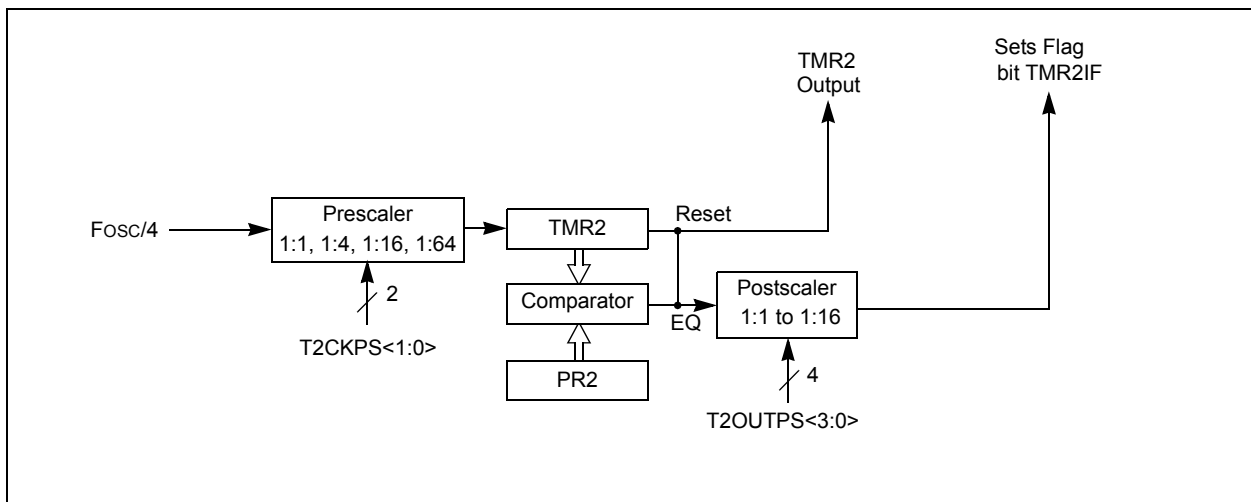 TMR2
Output
Sets Flag
bit TMR2IF
Fosc/4
Prescaler
1:1, 1:4, 1:16, 1:64
2
T2CKPS<1:0>
TMR2
Reset
Comparator
EQ
PR2
Postscaler
1:1 to 1:16
4
T2OUTPS<3:0>